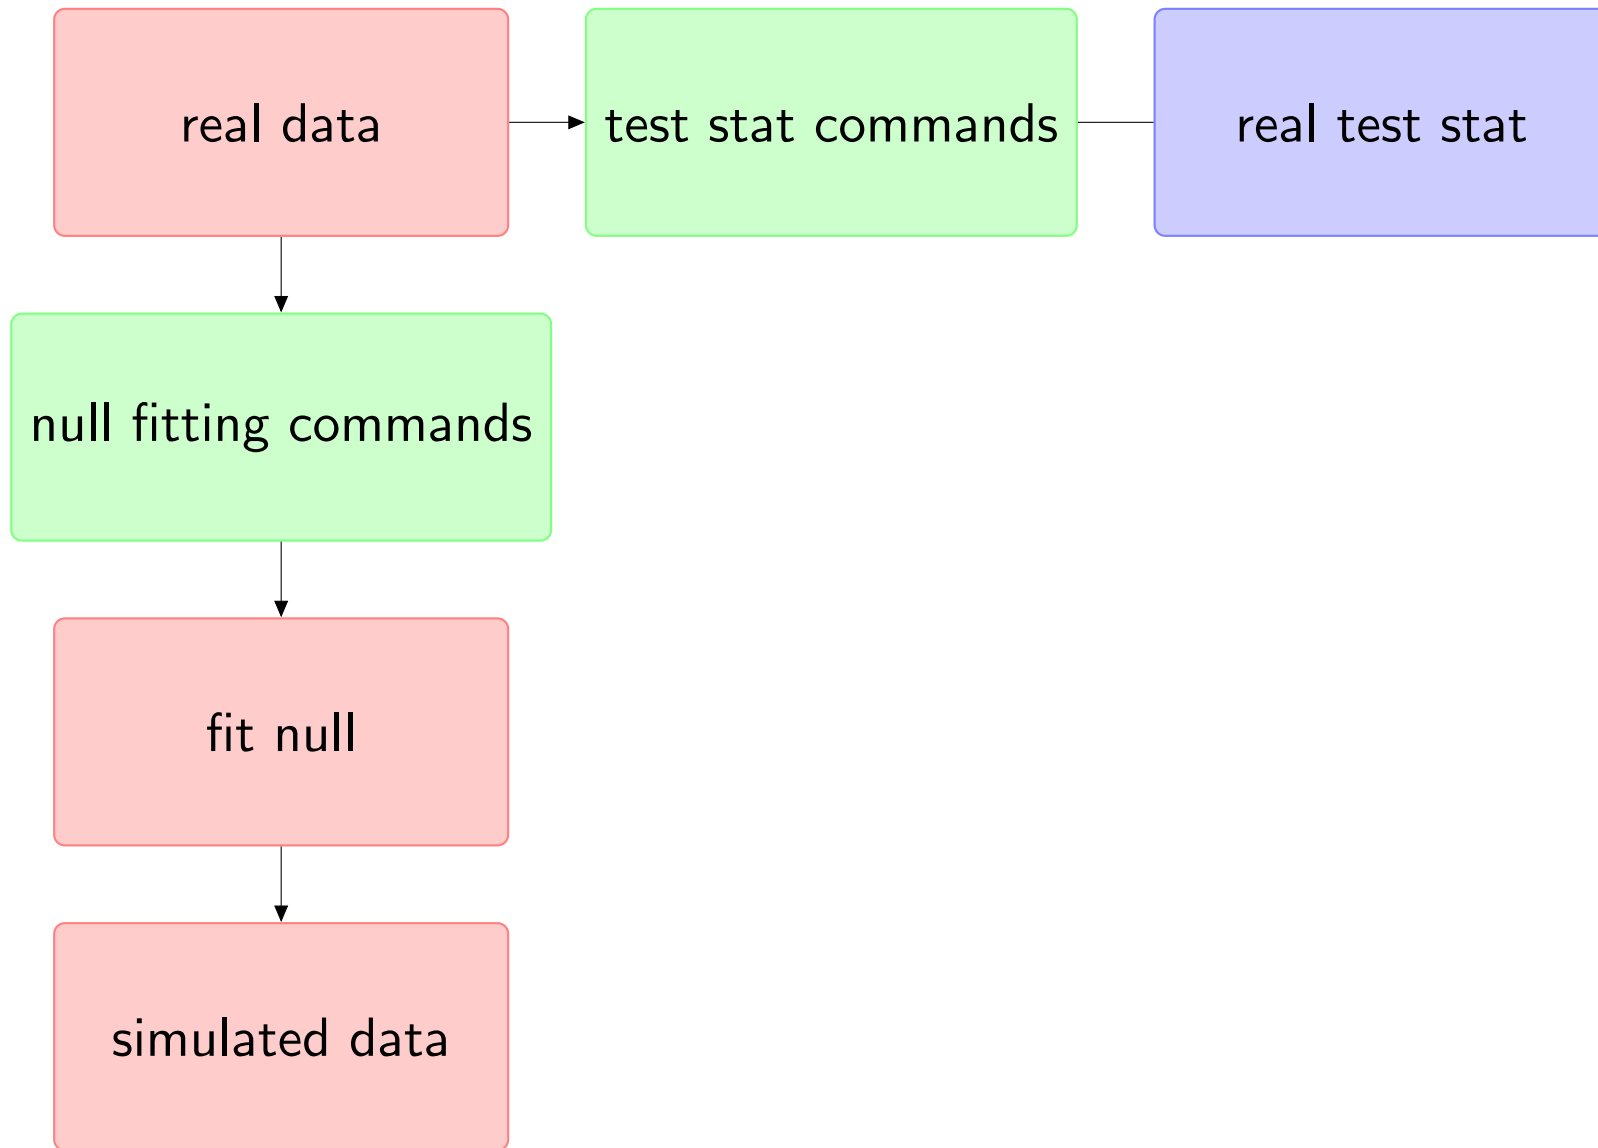 real data
test stat commands
real test stat
null fitting commands
fit null
simulated data